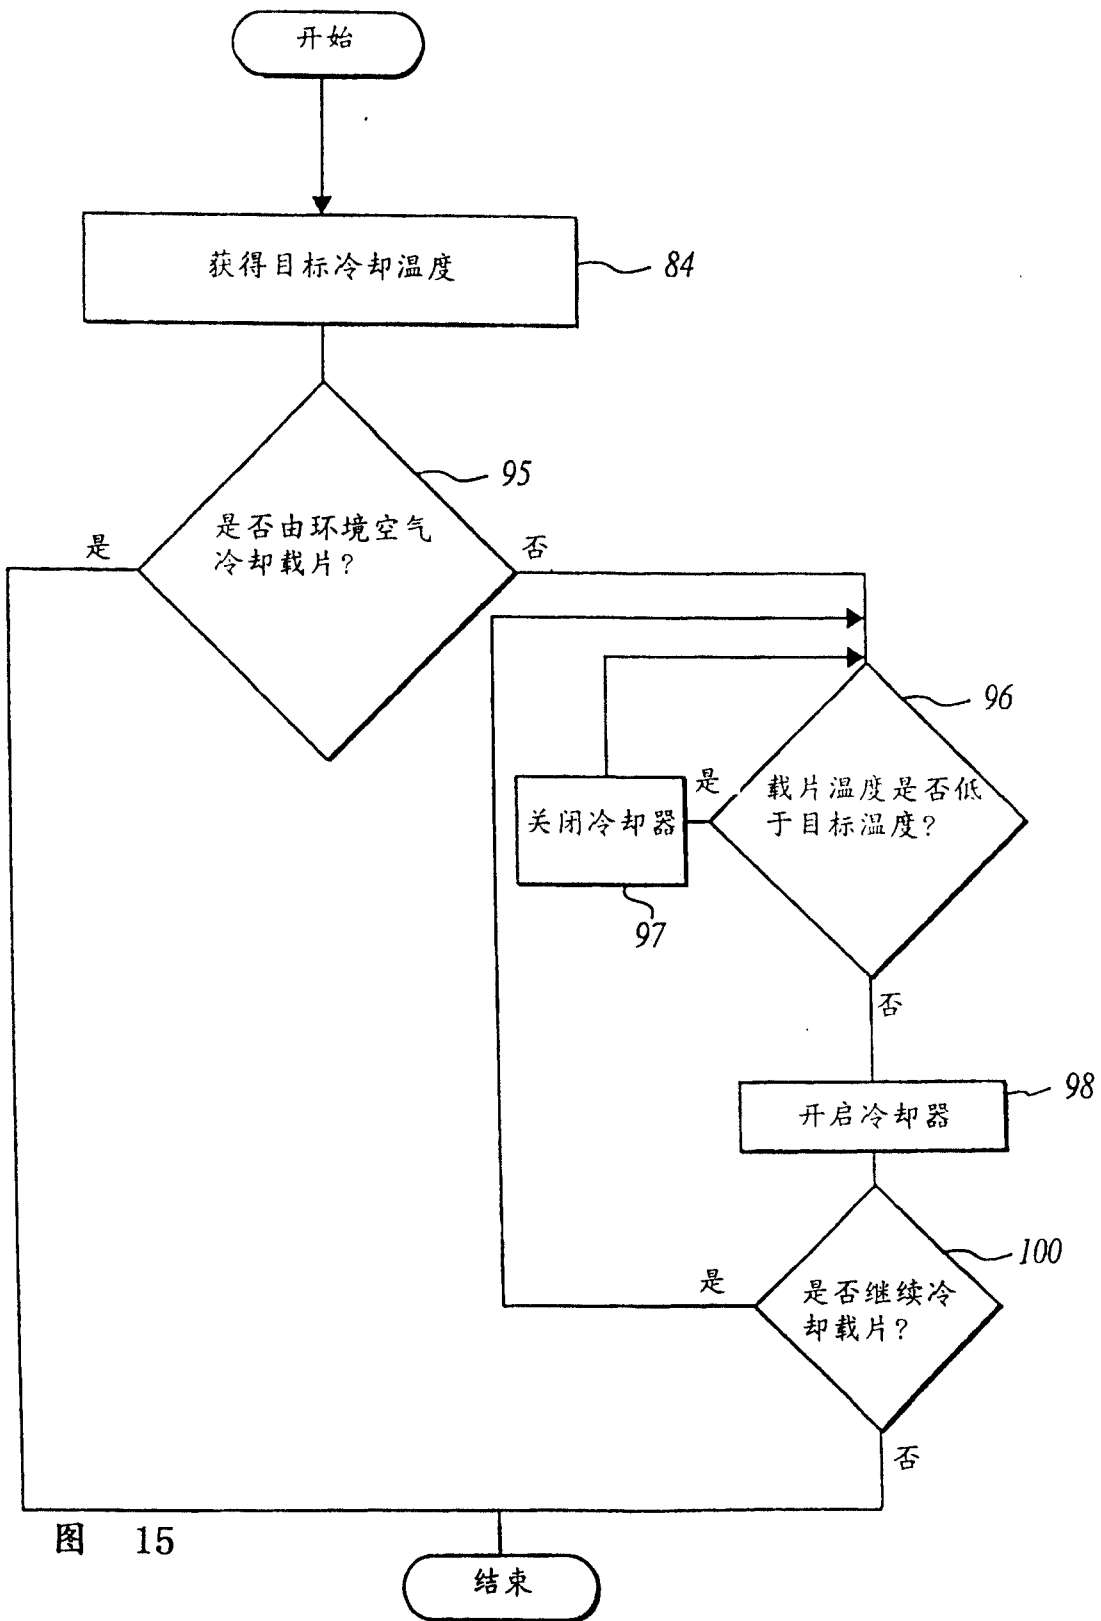 开始
获得目标冷却温度
84
95
是否由环境空气
冷却载片?
是
否
96
载片温度是否低
于目标温度?
是
关闭冷却器
97
否
开启冷却器
98
100
是否继续冷
却载片?
是
否
图 15
结束